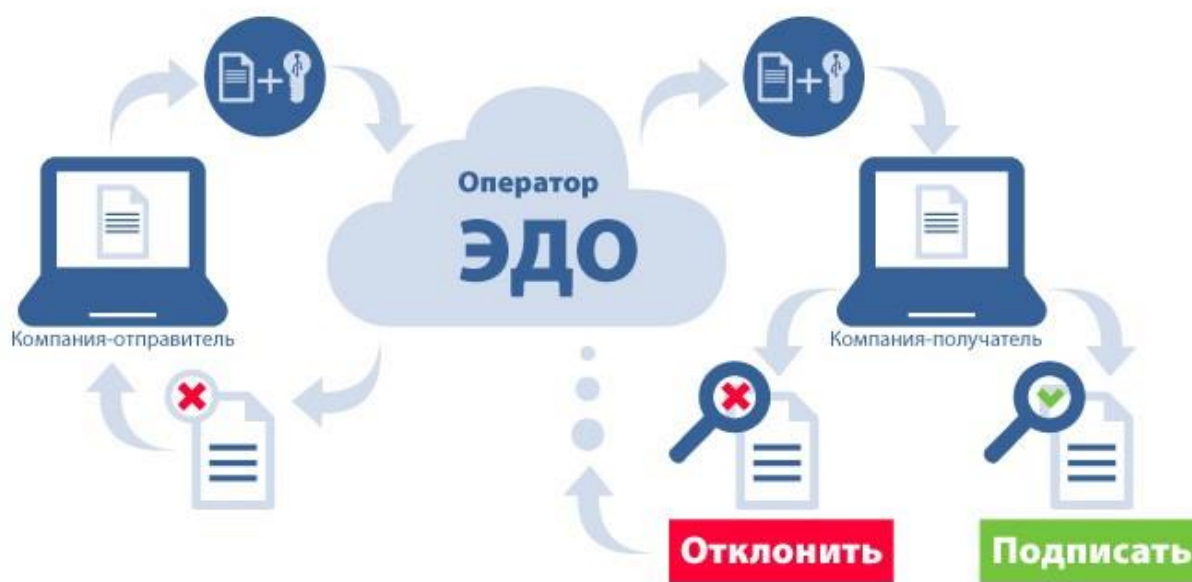 Оператор
ЭДО
Компания-отправитель
Компания-получатель
Отклонить
Подписать